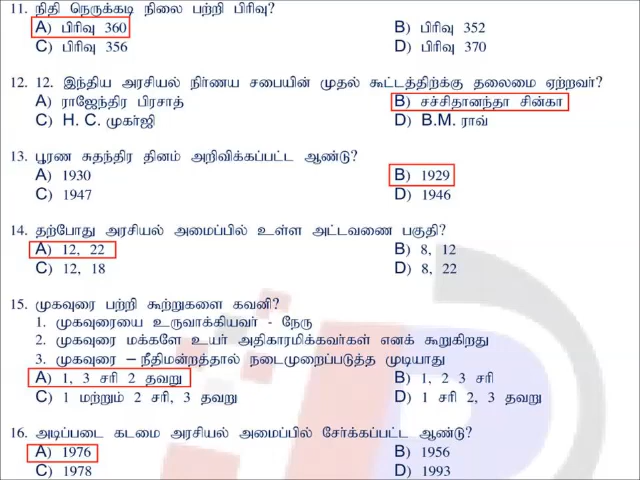 11. நிதி நெருக்கடி நிலை பற்றி பிரிவு?
A) பிரிவு 360 B) பிரிவு 352
C) பிரிவு 356 D) பிரிவு 370
12. 12. இந்திய அரசியல் நிர்ணய சபையின் முதல் கூட்டத்திற்க்கு தலைமை ஏற்றவர்?
A) ராஜேந்திர பிரசாத் B) சச்சிதானந்தா சின்கா
C) H. C. முகர்ஜி D) B.M. ராவ்
13. பூரண சுதந்திர தினம் அறிவிக்கப்பட்ட ஆண்டு?
A) 1930 B) 1929
C) 1947 D) 1946
14. தற்போது அரசியல் அமைப்பில் உள்ள அட்டவணை பகுதி?
A) 12, 22 B) 8, 12
C) 12, 18 D) 8, 22
15. முகவுரை பற்றி கூற்றுகளை கவனி?
1. முகவுரையை உருவாக்கியவர் - நேரு
2. முகவுரை மக்களே உயர் அதிகாரமிக்கவர்கள் எனக் கூறுகிறது
3. முகவுரை – நீதிமன்றத்தால் நடைமுறைப்படுத்த முடியாது
A) 1, 3 சரி 2 தவறு B) 1, 2 3 சரி
C) 1 மற்றும் 2 சரி, 3 தவறு D) 1 சரி 2, 3 தவறு
16. அடிப்படை கடமை அரசியல் அமைப்பில் சேர்க்கப்பட்ட ஆண்டு?
A) 1976 B) 1956
C) 1978 D) 1993